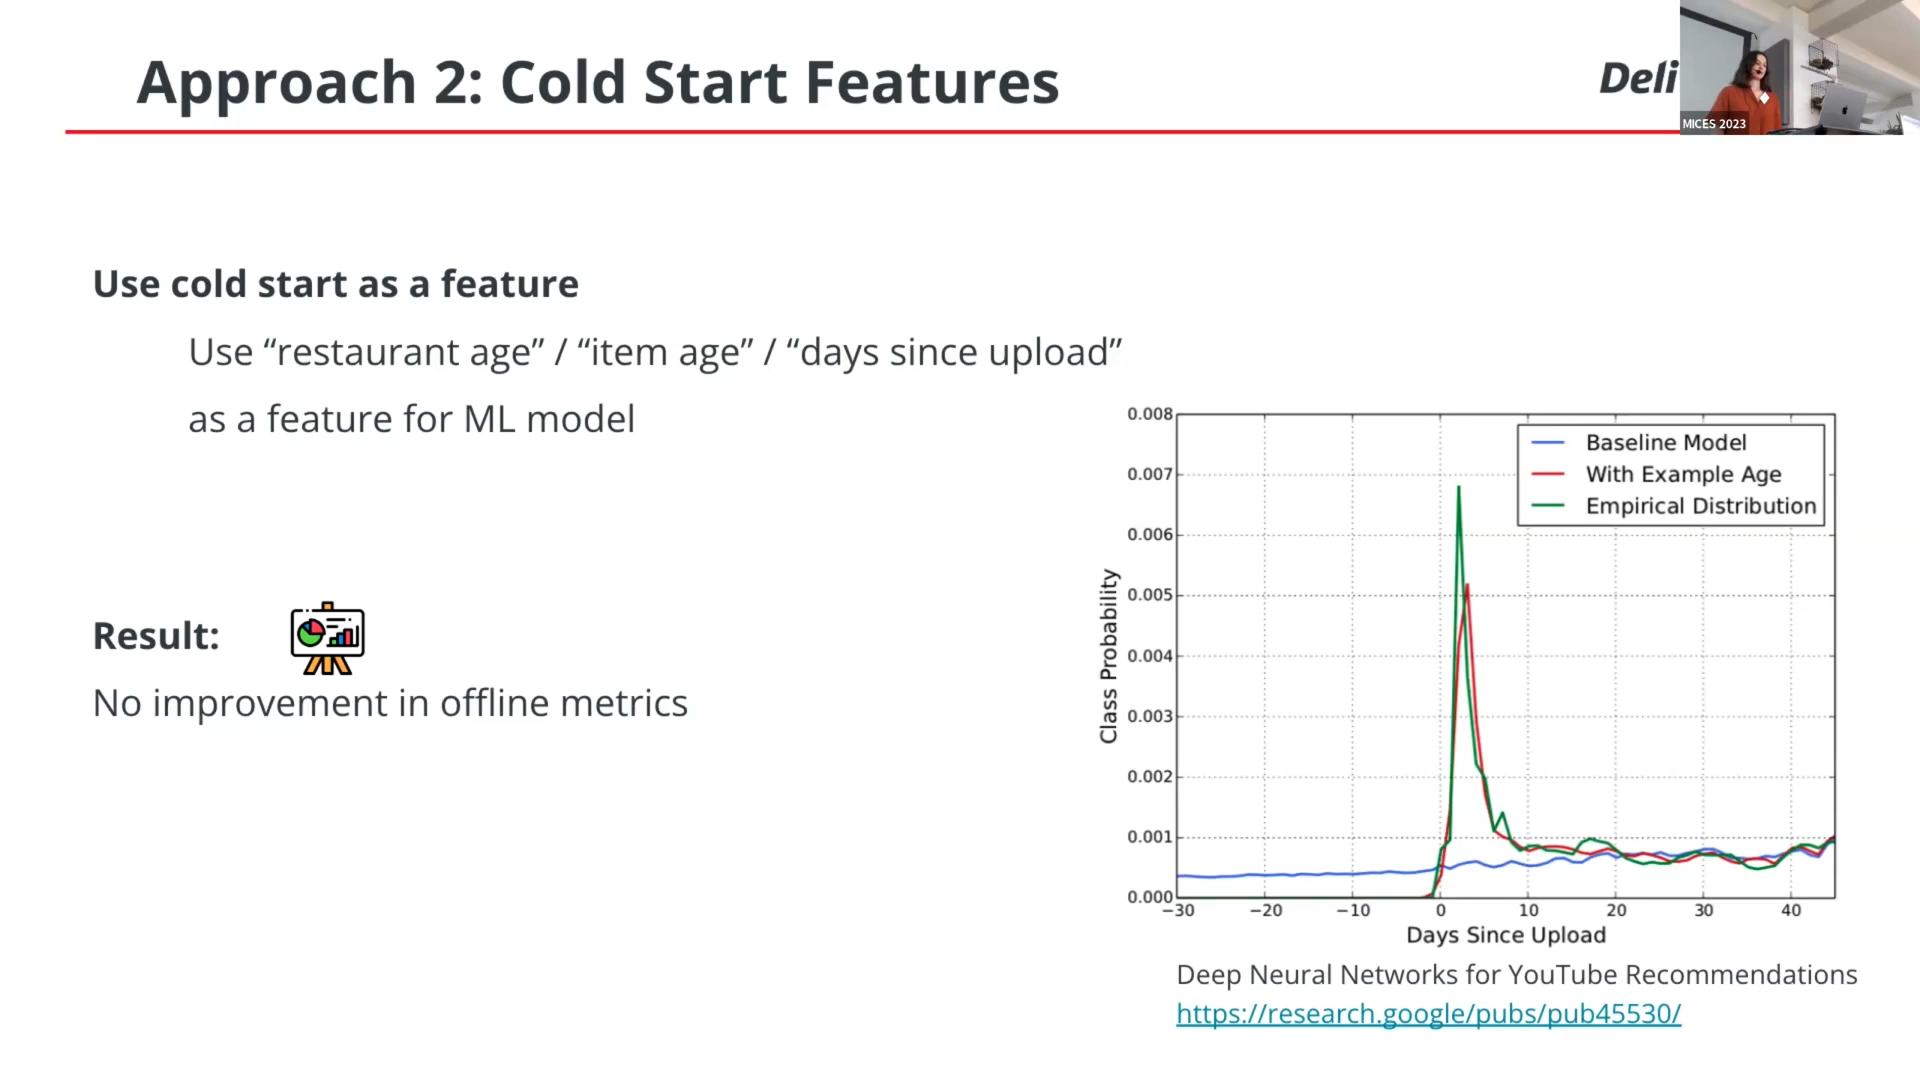 Approach 2: Cold Start Features
Deli
MICES 2023
Use cold start as a feature
Use “restaurant age” / “item age” / “days since upload”
as a feature for ML model
Result:
No improvement in offline metrics
0.008
0.007
0.006
0.005
0.004
0.003
0.002
0.001
0.000
Class Probability
Baseline Model
With Example Age
Empirical Distribution
−30 −20 −10 0 10 20 30 40
Days Since Upload
Deep Neural Networks for YouTube Recommendations
https://research.google/pubs/pub45530/